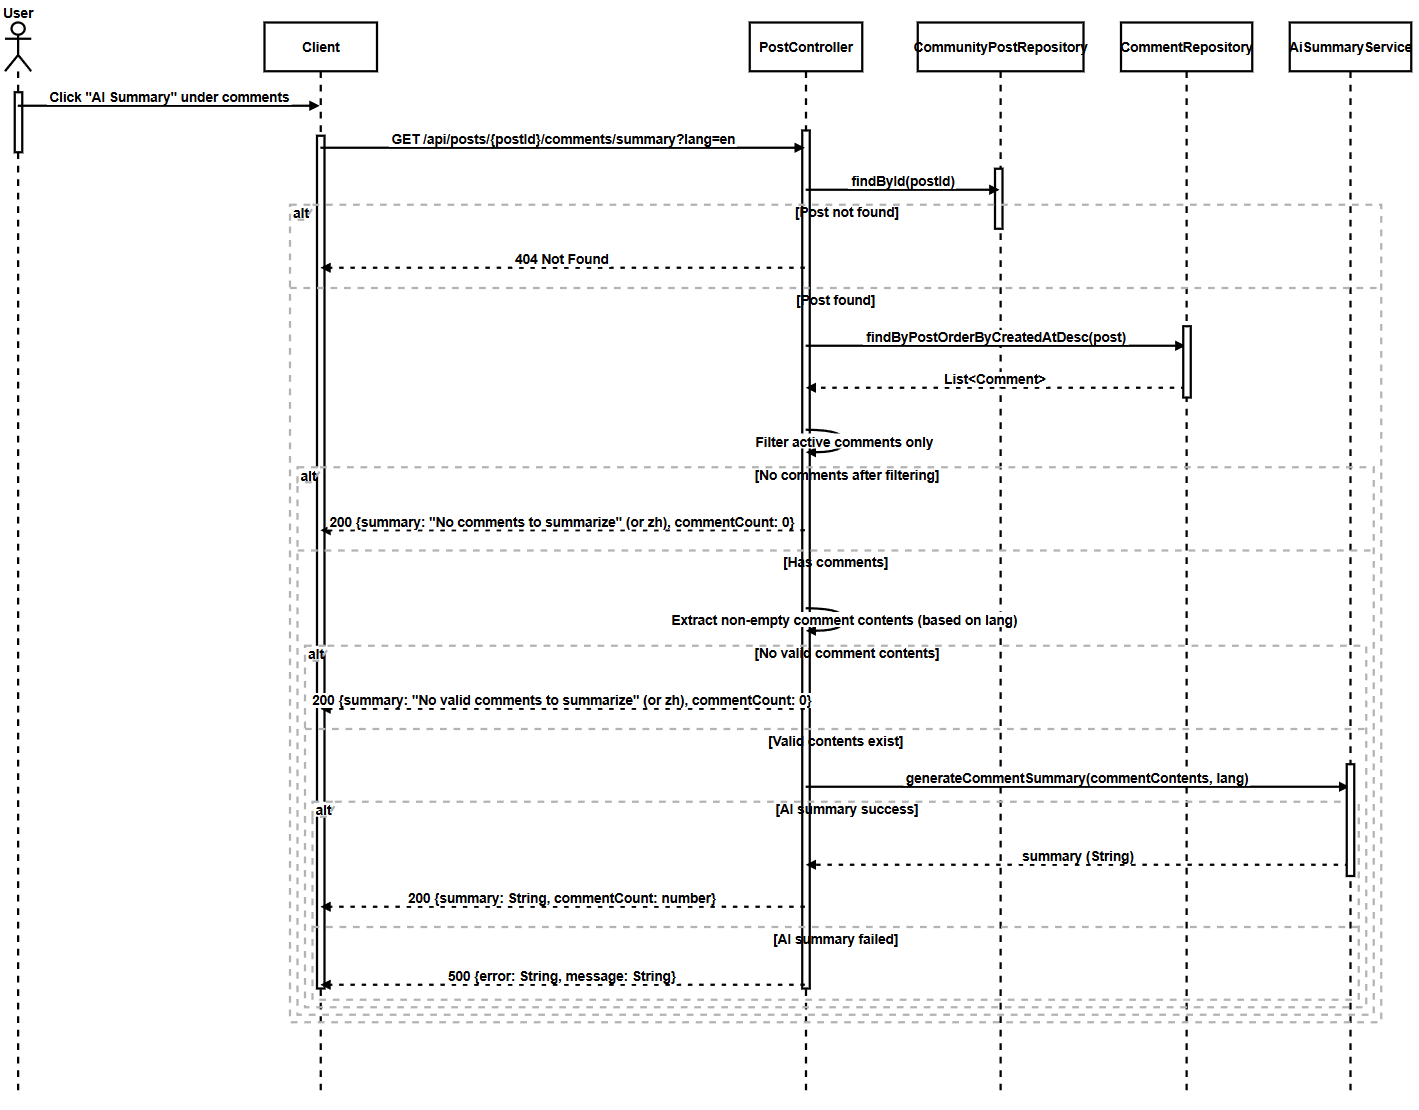 User
Client
PostController
CommunityPostRepository
CommentRepository
AiSummaryService
Click "AI Summary" under comments
GET /api/posts/{postId}/comments/summary?lang=en
findById(postId)
alt
[Post not found]
404 Not Found
[Post found]
findByPostOrderByCreatedAtDesc(post)
List<Comment>
Filter active comments only
alt
[No comments after filtering]
200 {summary: "No comments to summarize" (or zh), commentCount: 0}
[Has comments]
Extract non-empty comment contents (based on lang)
alt
[No valid comment contents]
200 {summary: "No valid comments to summarize" (or zh), commentCount: 0}
[Valid contents exist]
generateCommentSummary(commentContents, lang)
alt
[AI summary success]
summary (String)
200 {summary: String, commentCount: number}
[AI summary failed]
500 {error: String, message: String}